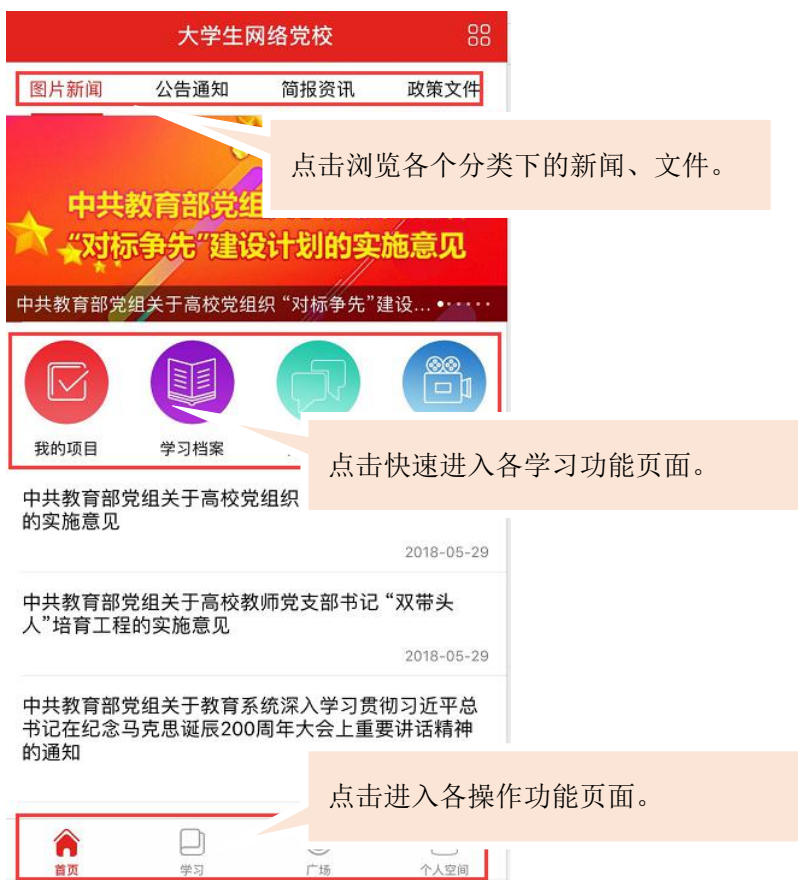 大学生网络党校
图片新闻 公告通知 简报资讯 政策文件
点击浏览各个分类下的新闻、文件。
中共教育部党组
“对标争先”建设计划的实施意见
中共教育部党组关于高校党组织“对标争先”建设...
我的项目 学习档案
点击快速进入各学习功能页面。
中共教育部党组关于高校党组织
的实施意见
2018-05-29
中共教育部党组关于高校教师党支部书记“双带头
人”培育工程的实施意见
2018-05-29
中共教育部党组关于教育系统深入学习贯彻习近平总
书记在纪念马克思诞辰200周年大会上重要讲话精神
的通知
点击进入各操作功能页面。
首页 学习 广场 个人空间